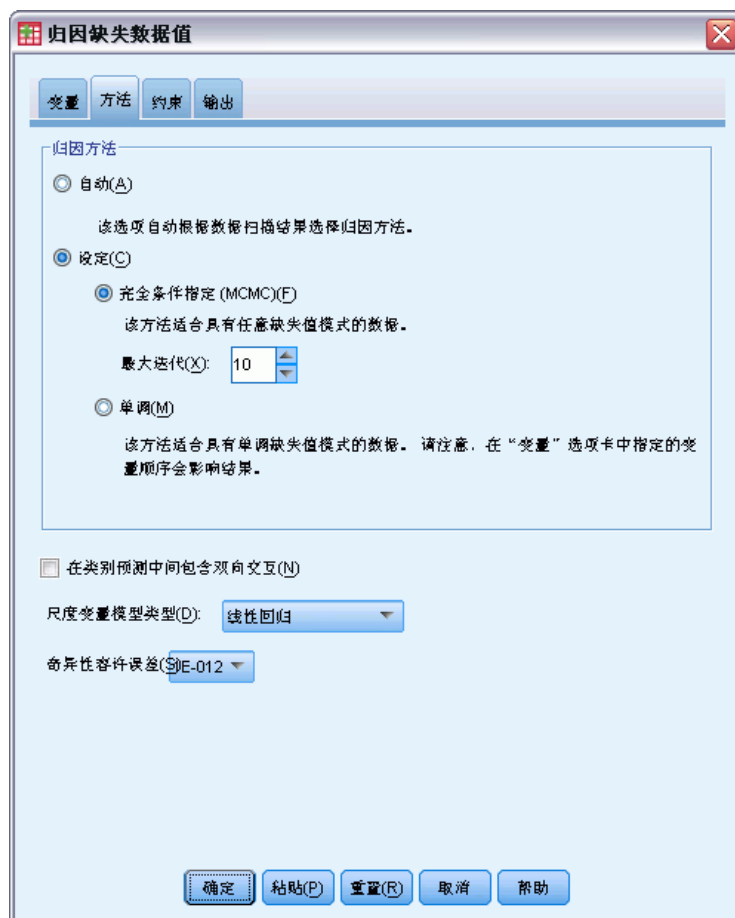 归因缺失数据值
变量 方法 约束 输出
归因方法
自动(A)
该选项自动根据数据扫描结果选择归因方法。
设定(C)
完全条件指定 (MCMC)(F)
该方法适合具有任意缺失值模式的数据。
最大迭代(X): 10
单调(M)
该方法适合具有单调缺失值模式的数据。 请注意，在“变量”选项卡中指定的变
量顺序会影响结果。
在类别预测中间包含双向交互(N)
尺度变量模型类型(D): 线性回归
奇异性容许误差(S) E-012
确定 粘贴(P) 重置(R) 取消 帮助